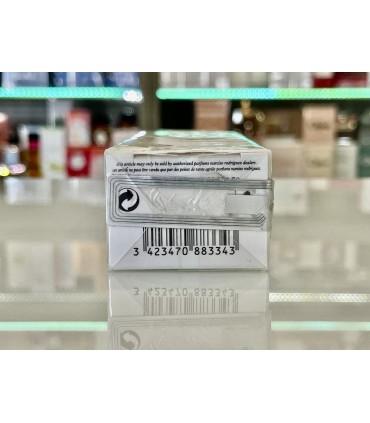 this article may only be sold by authorized parfums narciso rodriguez dealers.
cet article ne peut être vendu que par des points de vente agréés parfums narciso rodriguez.
3 423470 883343